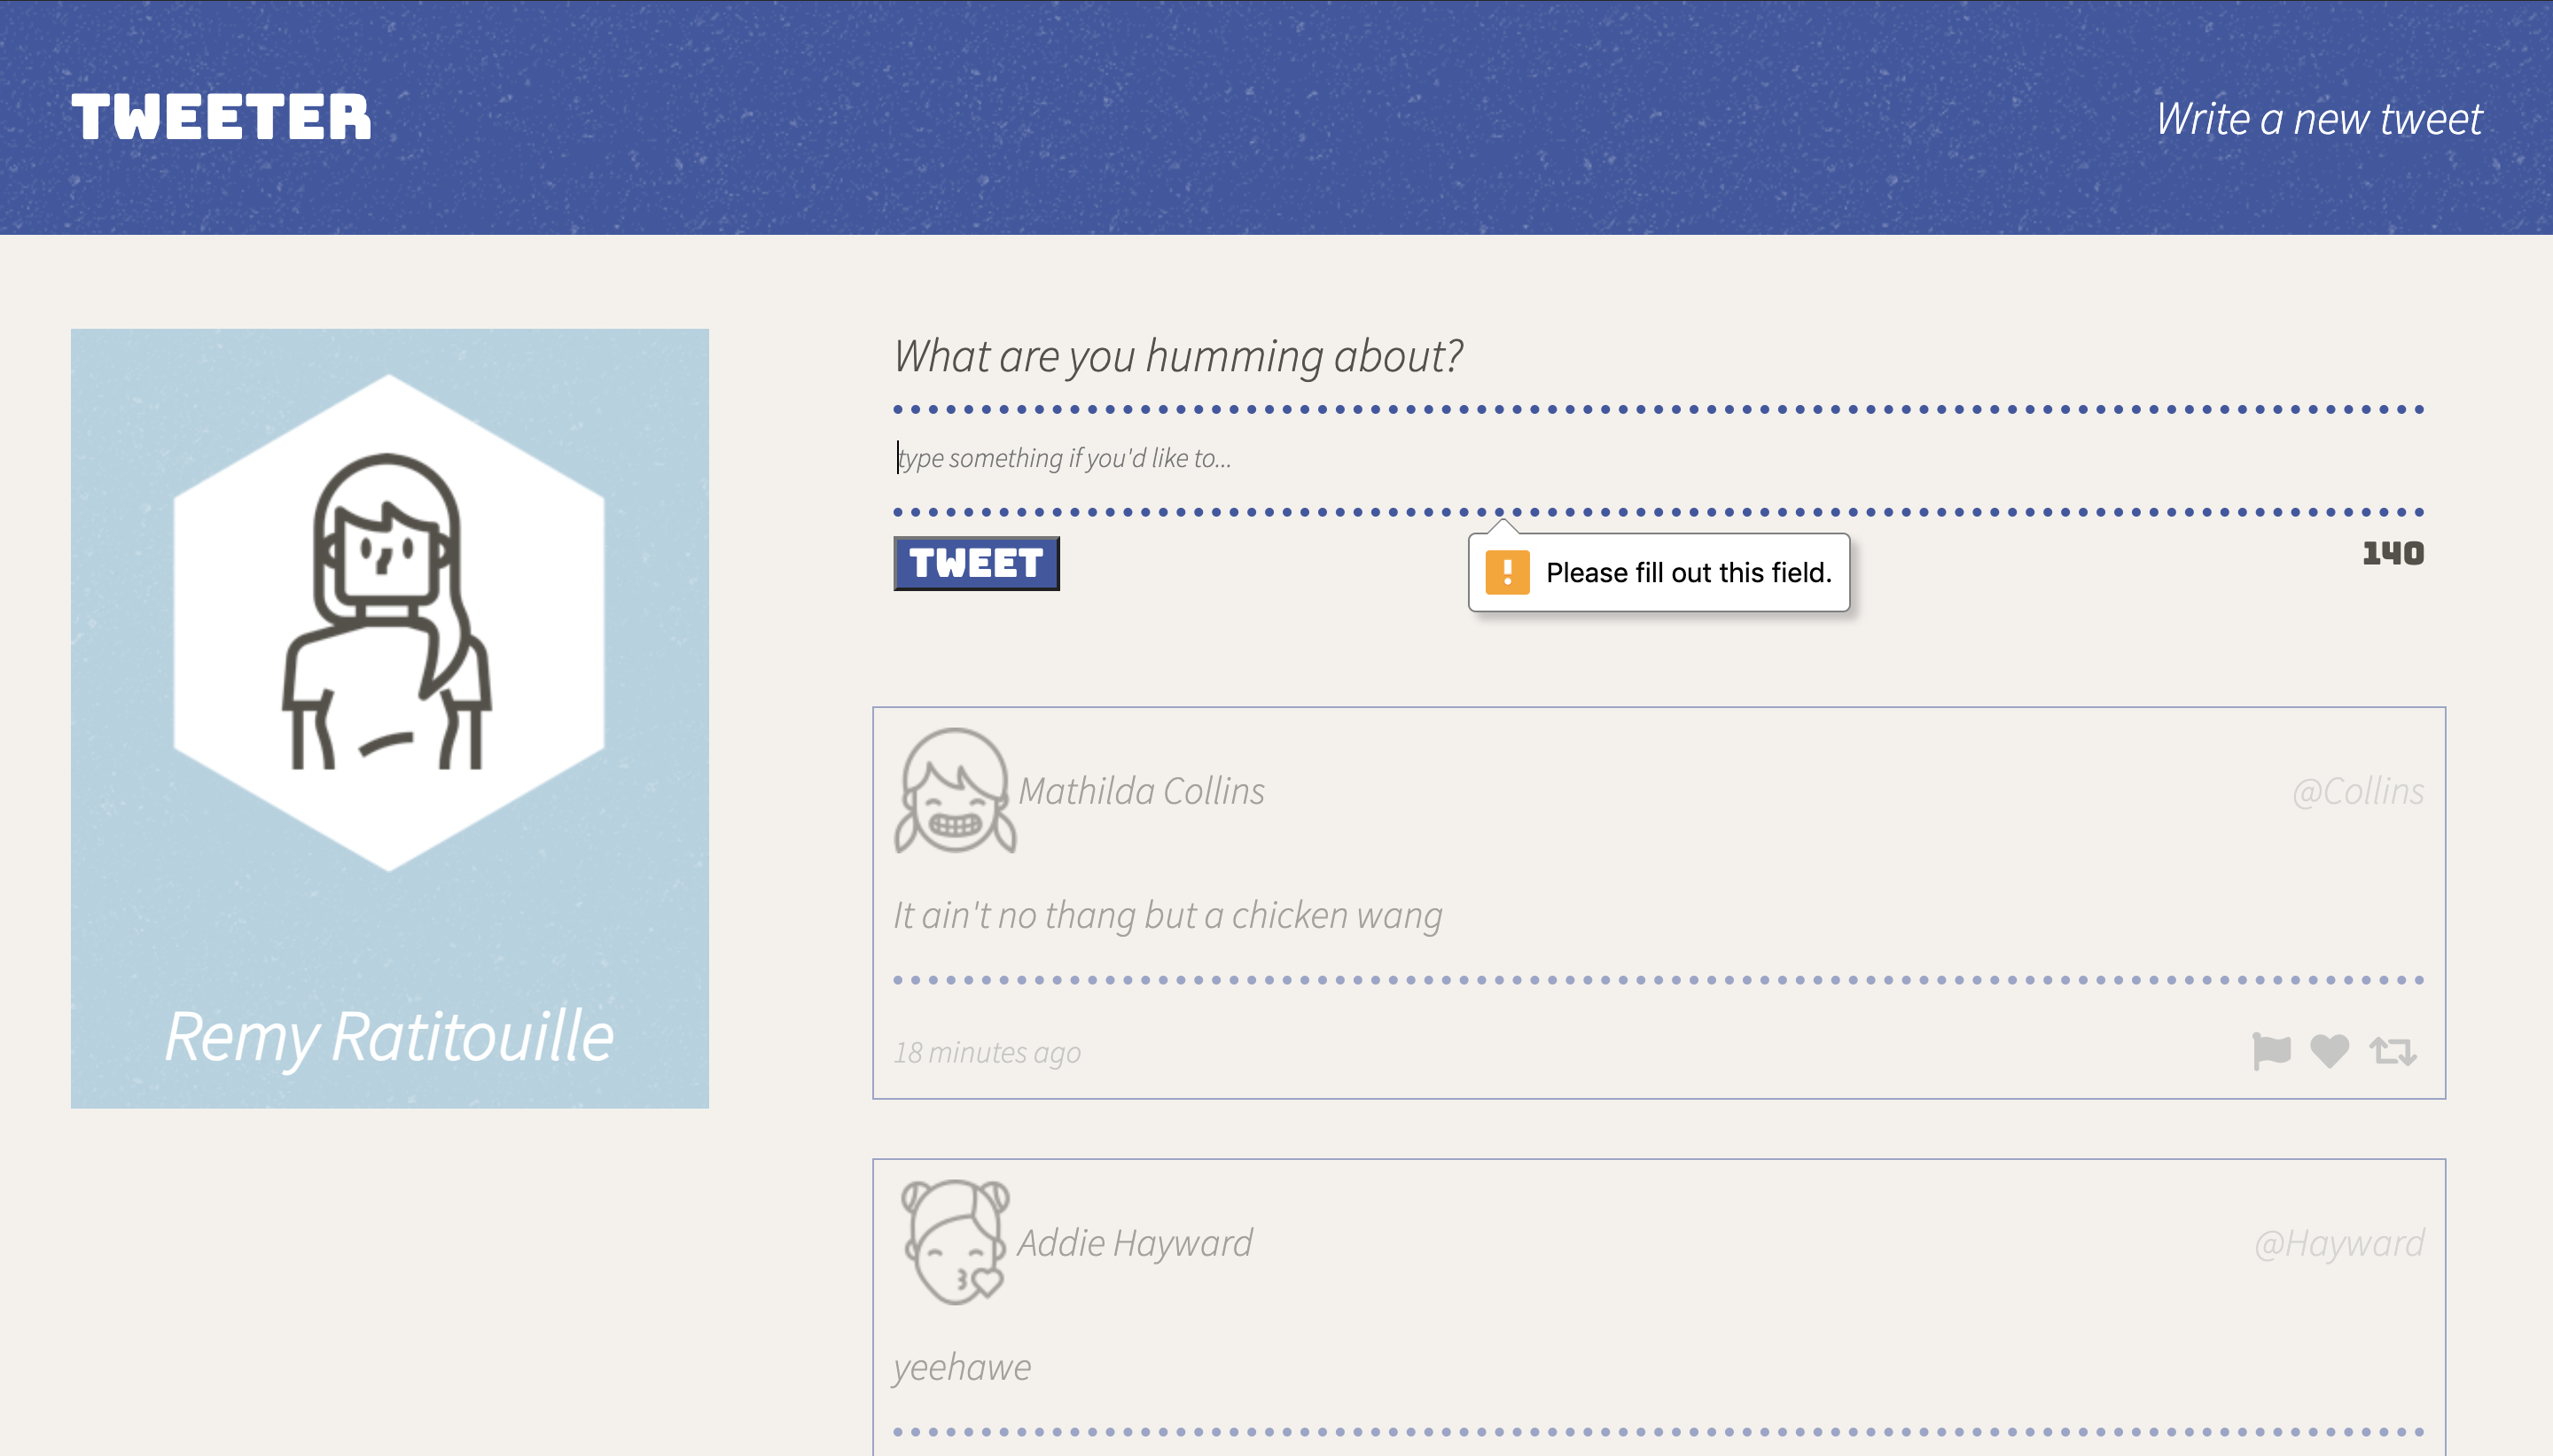 TWEETER
Write a new tweet
Remy Ratitouille
What are you humming about?
type something if you'd like to...
TWEET
Please fill out this field.
140
Mathilda Collins
@Collins
It ain't no thang but a chicken wang
18 minutes ago
Addie Hayward
@Hayward
yeehawe